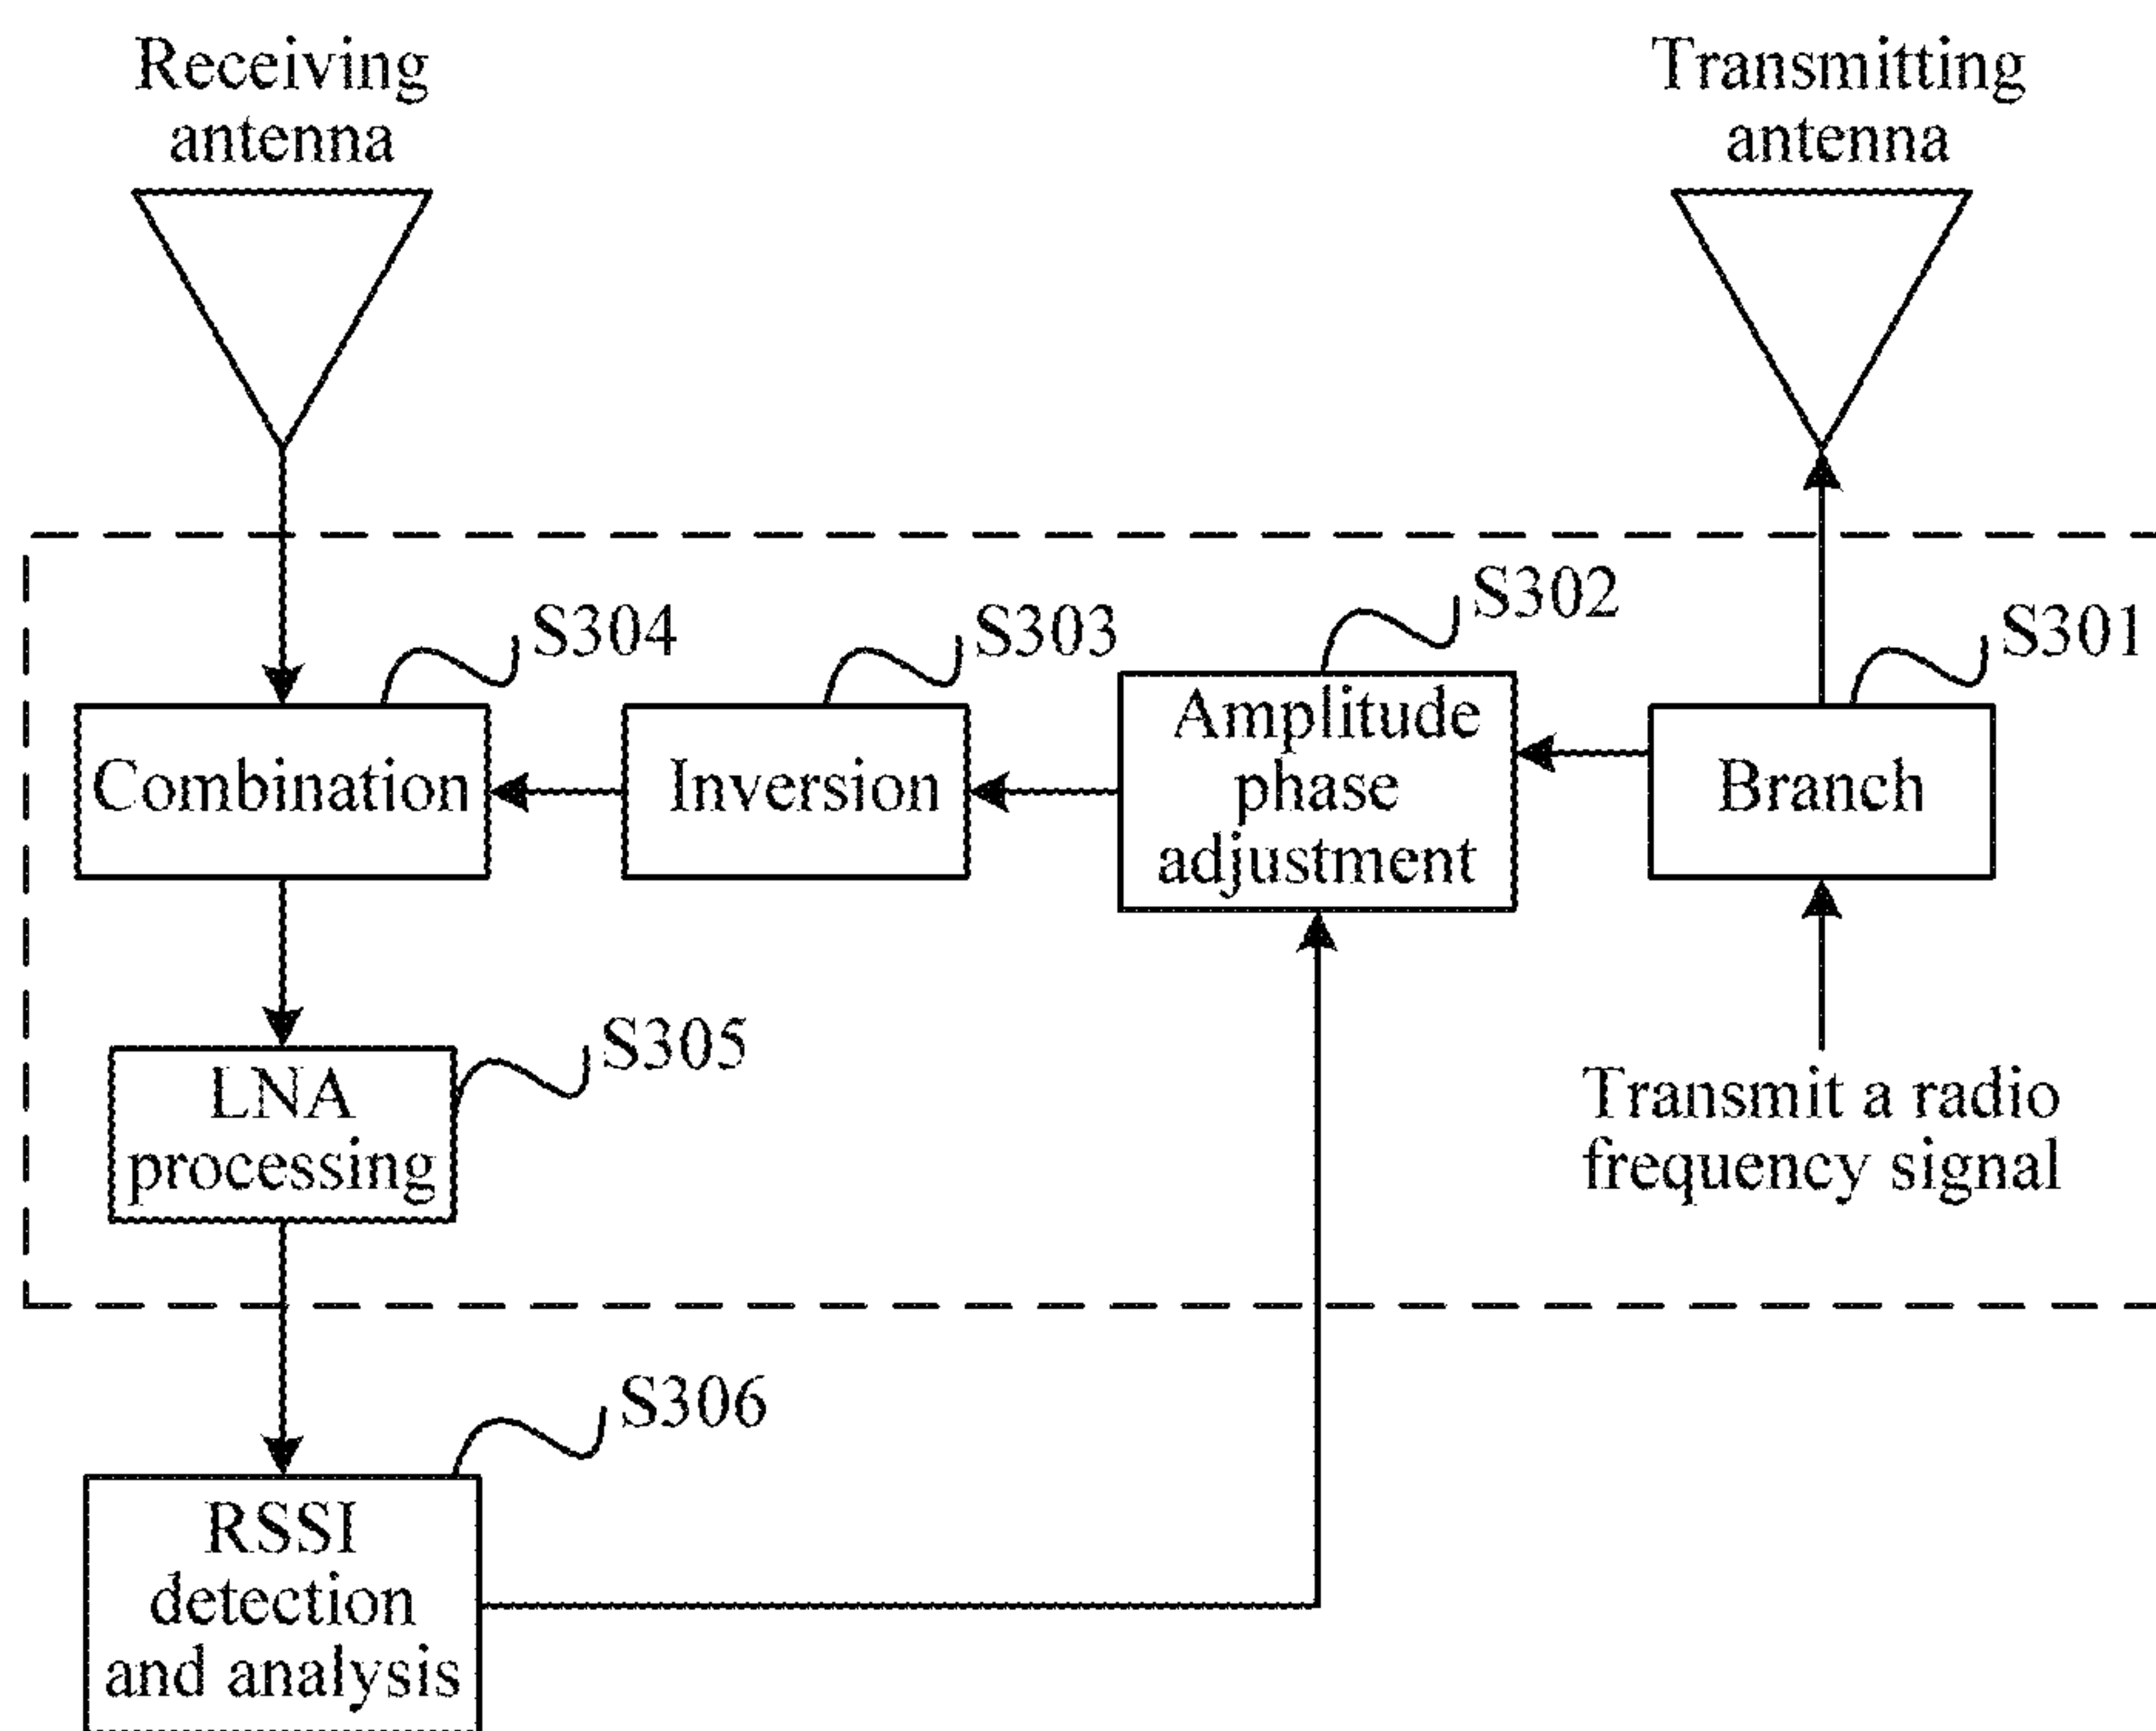 Receiving
antenna
Transmitting
antenna
S304
S303
S302
S301
Combination
Inversion
Amplitude
phase
adjustment
Branch
S305
LNA
processing
Transmit a radio
frequency signal
S306
RSSI
detection
and analysis